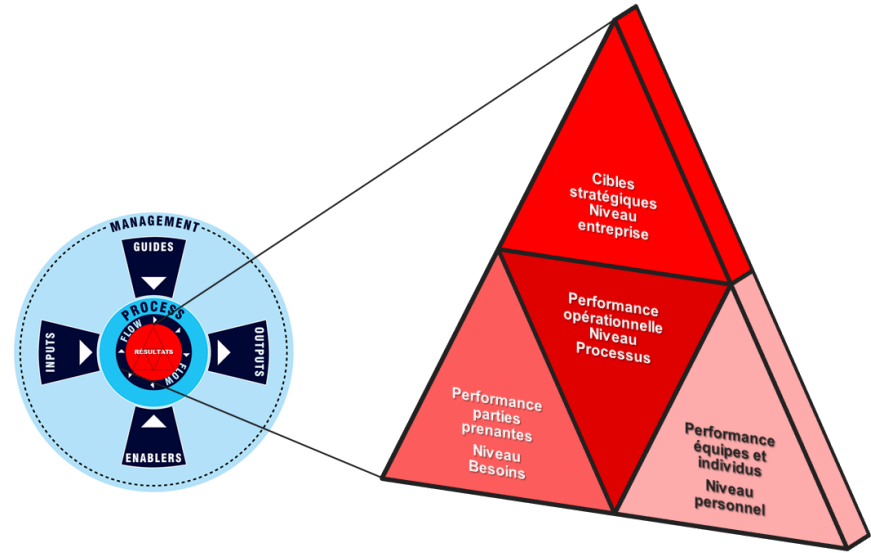 MANAGEMENT
GUIDES
PROCESS
FLOW
INPUTS
RÉSULTATS
OUTPUTS
FLOW
ENABLERS
Cibles
stratégiques
Niveau
entreprise
Performance
opérationnelle
Niveau
Processus
Performance
parties
prenantes
Niveau
Besoins
Performance
équipes et
individus
Niveau
personnel